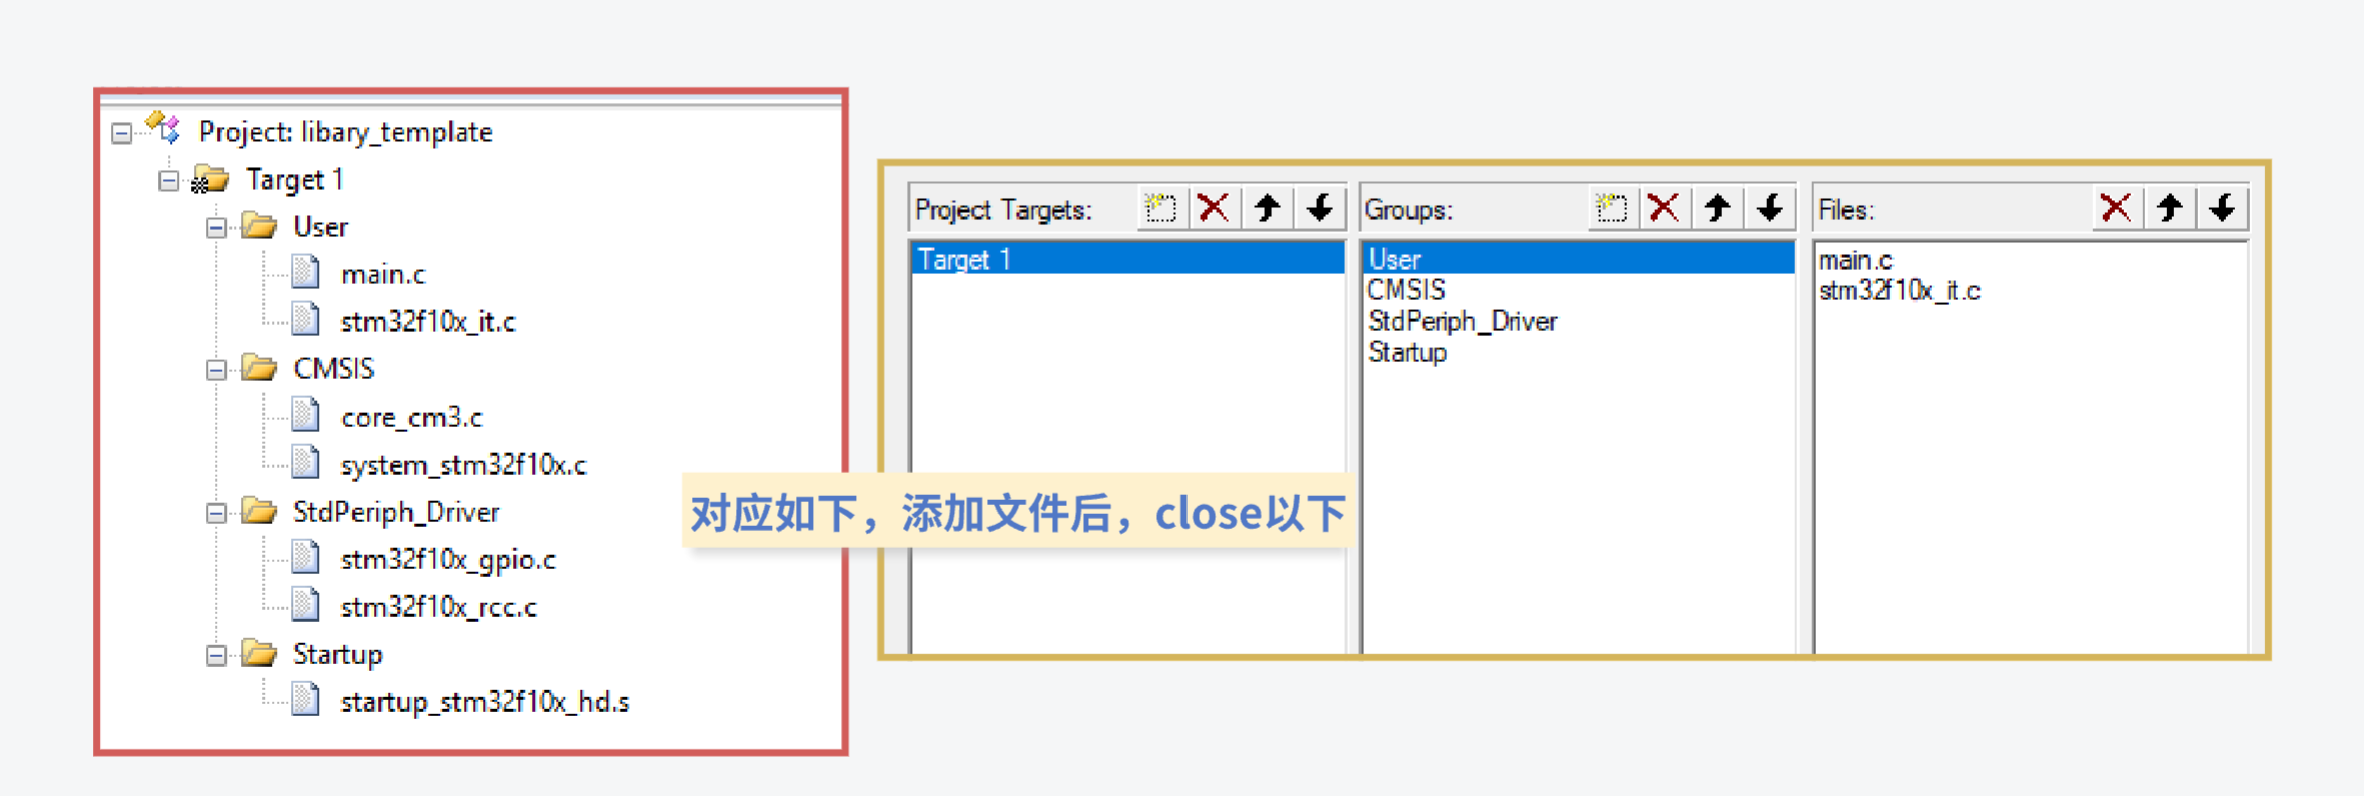 Project: libary_template
Target 1
User
main.c
stm32f10x_it.c
CMSIS
core_cm3.c
system_stm32f10x.c
StdPeriph_Driver
stm32f10x_gpio.c
stm32f10x_rcc.c
Startup
startup_stm32f10x_hd.s
对应如下，添加文件后，close以下
Project Targets:
Target 1
Groups:
User
CMSIS
StdPeriph_Driver
Startup
Files:
main.c
stm32f10x_it.c